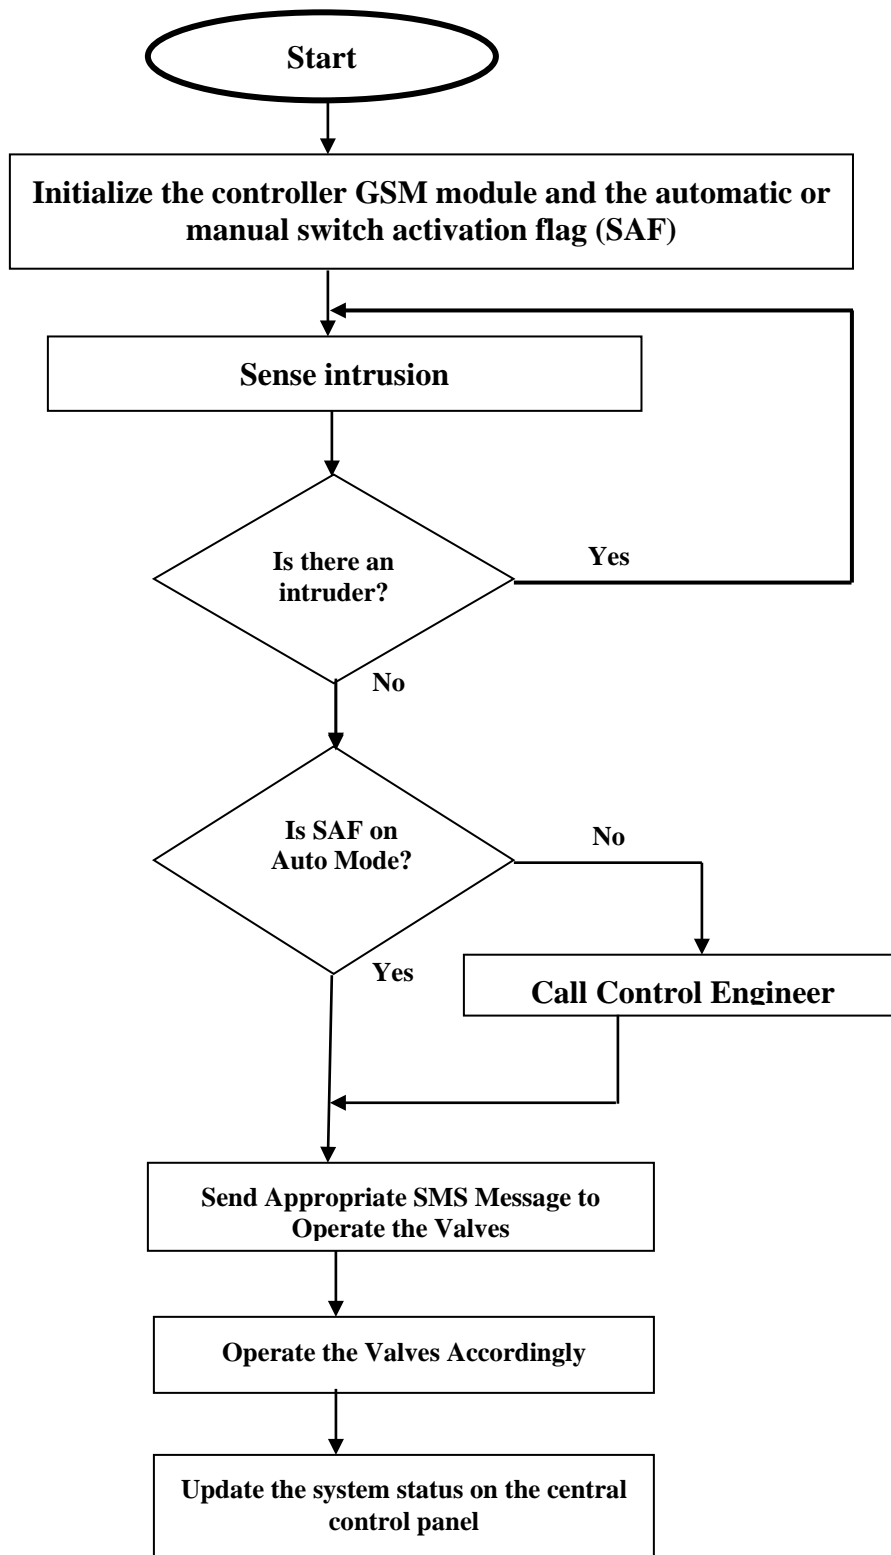 Start
Initialize the controller GSM module and the automatic or
manual switch activation flag (SAF)
Sense intrusion
Is there an
intruder?
Yes
No
Is SAF on
Auto Mode?
No
Yes
Call Control Engineer
Send Appropriate SMS Message to
Operate the Valves
Operate the Valves Accordingly
Update the system status on the central
control panel